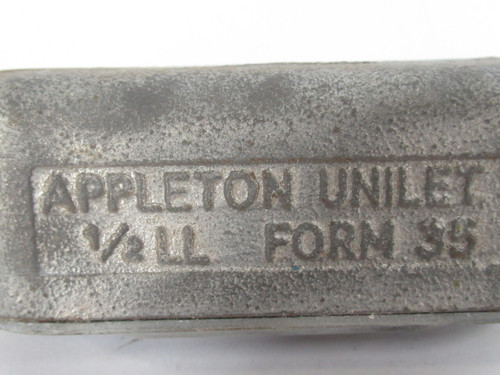 APPLETON UNILET
1/2 LL FORM 35